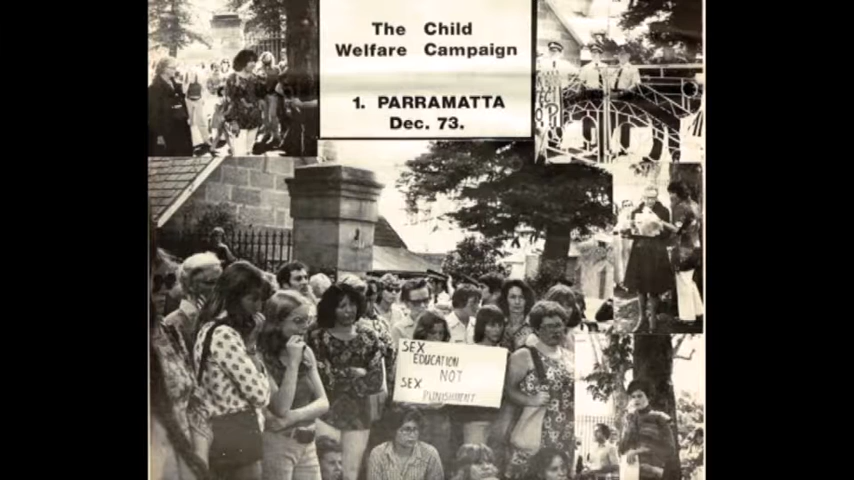 The Child
Welfare Campaign
1. PARRAMATTA
Dec. 73.
SEX
EDUCATION
NOT
SEX
PUNISHMENT